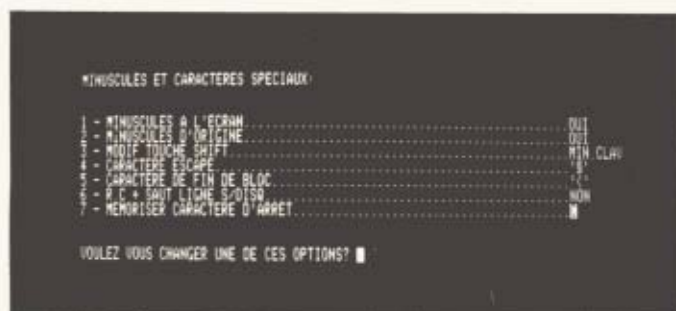 MINUSCULES ET CARACTERES SPECIAUX:
1 - MINUSCULES A L'ECRAN OUI
2 - MINUSCULES D'ORIGINE OUI
3 - MODIF TOUCHE SHIFT MIN.CLAV
4 - CARACTERE ESCAPE
5 - CARACTERE DE FIN DE BLOC
6 - R C + SAUT LIGNE S/DISQ NON
7 - MEMORISER CARACTERE D'ARRET
VOULEZ VOUS CHANGER UNE DE CES OPTIONS?